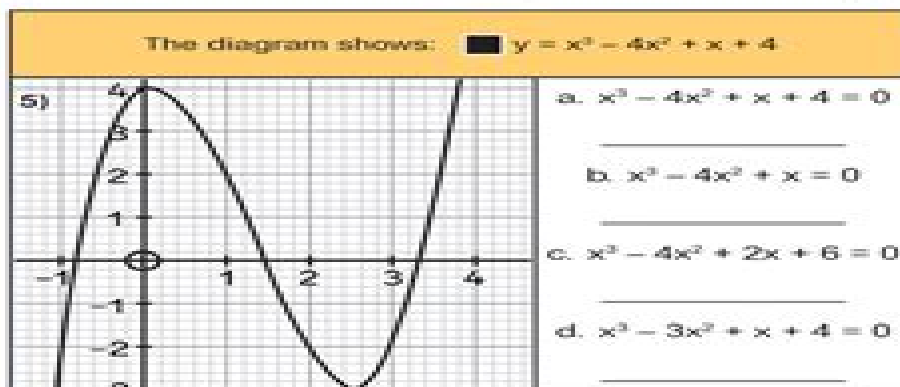 The diagram shows: y = x³ – 4x² + x + 4
5)
a. x³ – 4x² + x + 4 = 0
b. x³ – 4x² + x = 0
c. x³ – 4x² + 2x + 6 = 0
d. x³ – 3x² + x + 4 = 0
4
3
2
1
-1 0 1 2 3 4
-1
-2